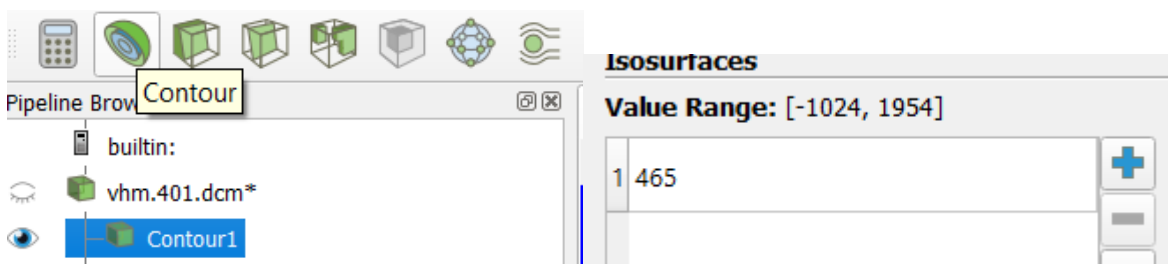 Contour
Pipeline Brow
builtin:
vhm.401.dcm*
Contour1
Isosurfaces
Value Range: [-1024, 1954]
1 465